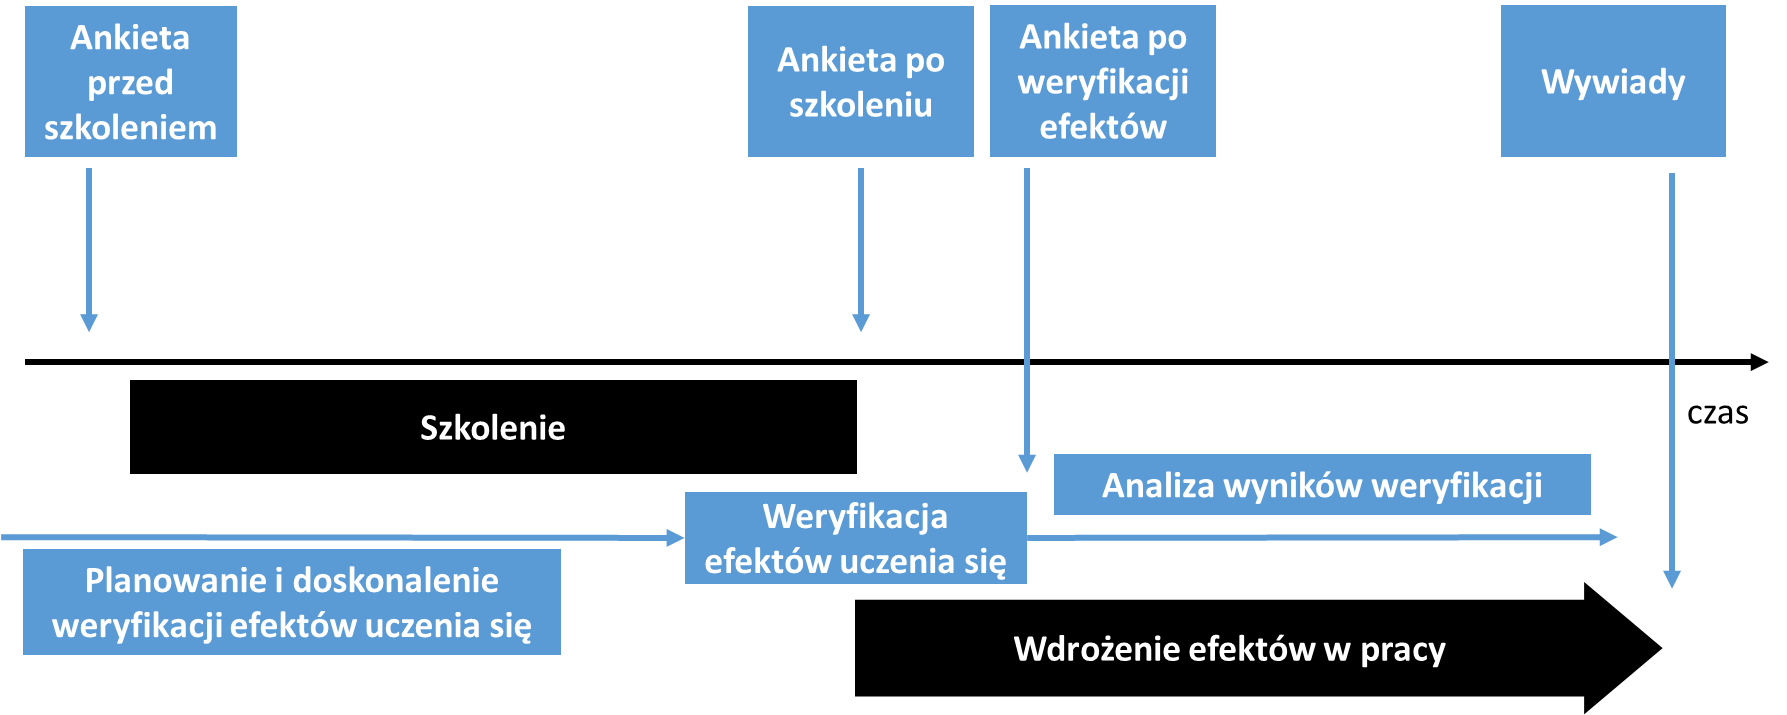 Ankieta
przed
szkoleniem
Ankieta po
szkoleniu
Ankieta po
weryfikacji
efektów
Wywiady
czas
Szkolenie
Analiza wyników weryfikacji
Weryfikacja
efektów uczenia się
Planowanie i doskonalenie
weryfikacji efektów uczenia się
Wdrożenie efektów w pracy